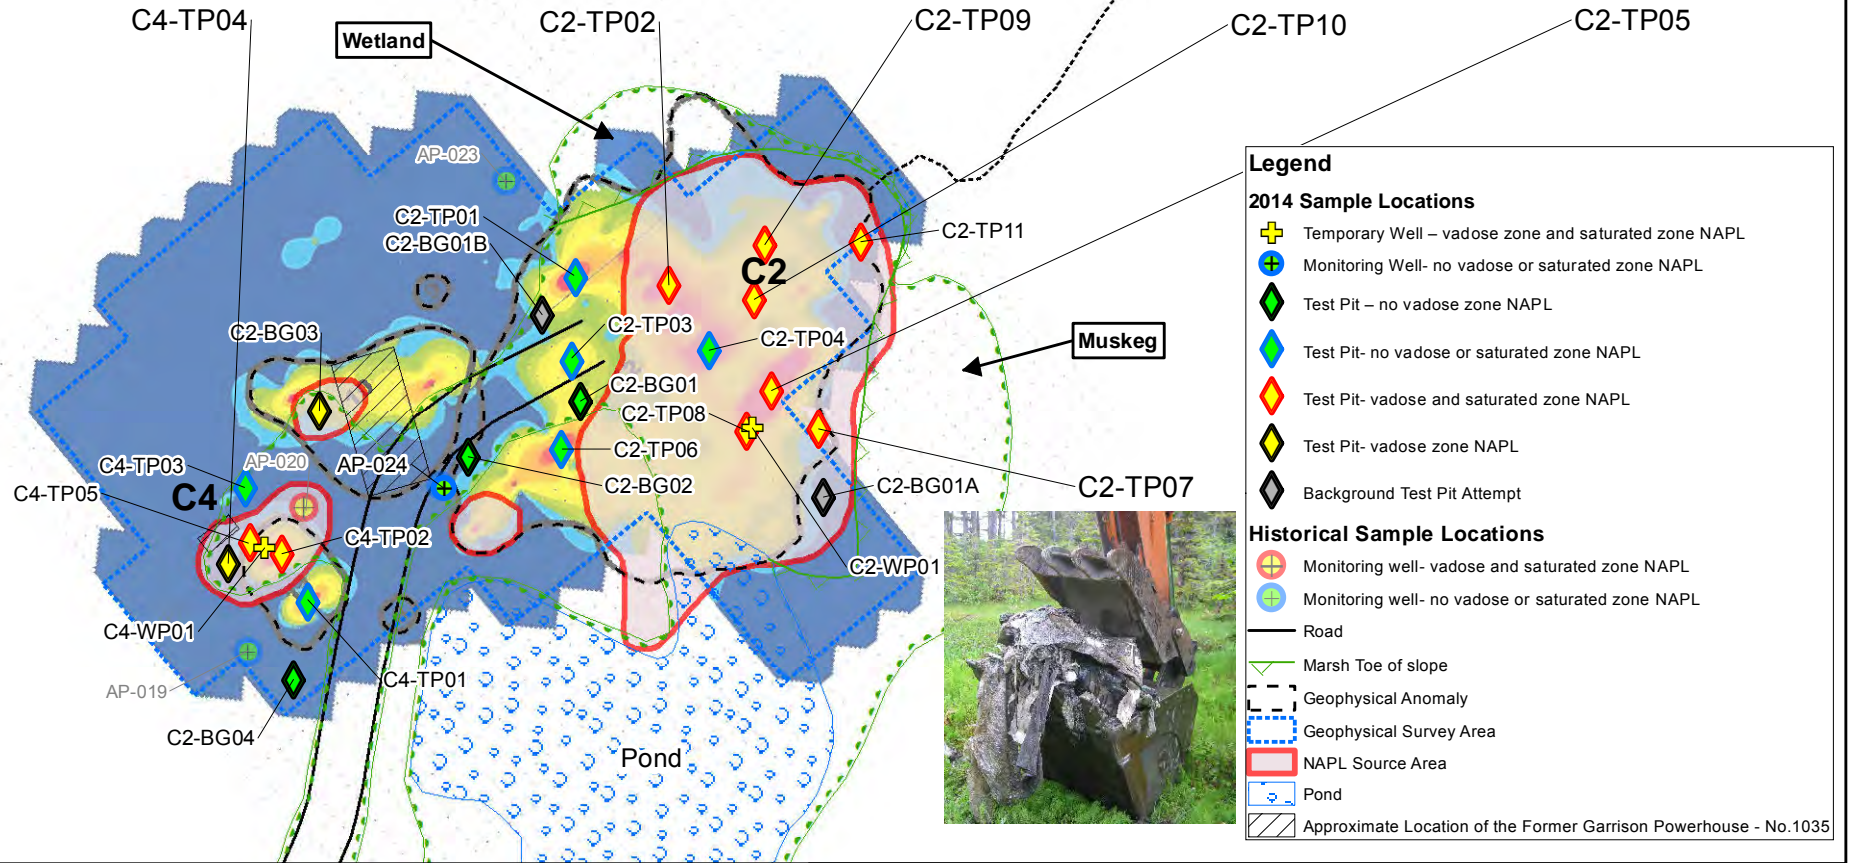 C4-TP04
C2-TP02
C2-TP09
C2-TP10
C2-TP05
Wetland
AP-023
C2-TP01
C2-BG01B
C2-TP11
C2
C2-BG03
C2-TP03
C2-TP04
Muskeg
C2-BG01
C2-TP08
C2-TP06
C4-TP03
AP-020
AP-024
C2-BG02
C2-BG01A
C2-TP07
C4-TP05
C4
C4-TP02
C2-WP01
C4-WP01
C4-TP01
AP-019
C2-BG04
Pond
Legend
2014 Sample Locations
Temporary Well – vadose zone and saturated zone NAPL
Monitoring Well- no vadose or saturated zone NAPL
Test Pit – no vadose zone NAPL
Test Pit- no vadose or saturated zone NAPL
Test Pit- vadose and saturated zone NAPL
Test Pit- vadose zone NAPL
Background Test Pit Attempt
Historical Sample Locations
Monitoring well- vadose and saturated zone NAPL
Monitoring well- no vadose or saturated zone NAPL
Road
Marsh Toe of slope
Geophysical Anomaly
Geophysical Survey Area
NAPL Source Area
Pond
Approximate Location of the Former Garrison Powerhouse - No.1035